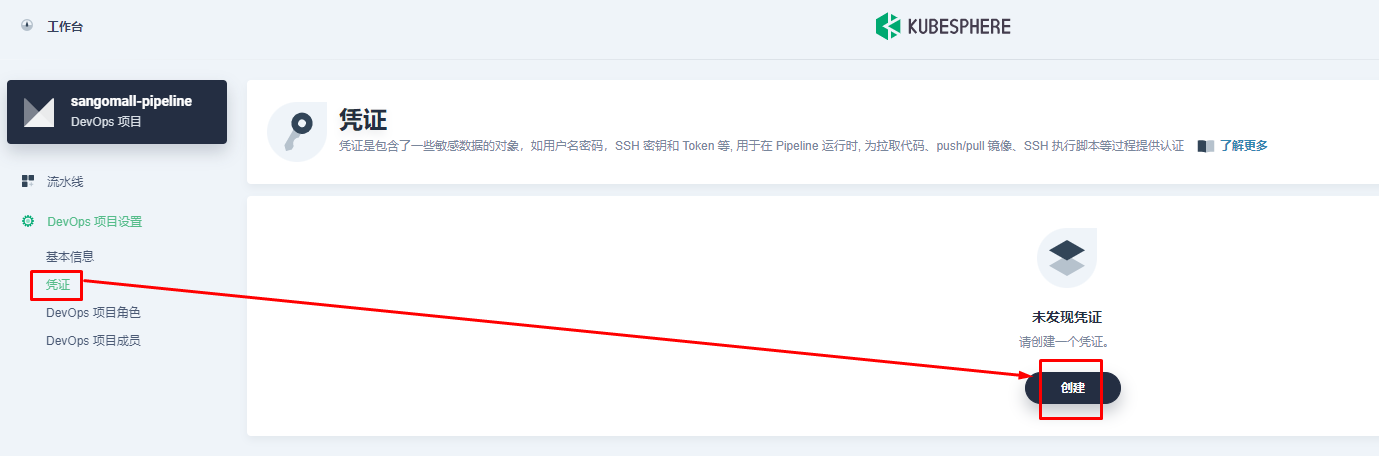 工作台
KUBESPHERE
sangomall-pipeline
DevOps 项目
凭证
凭证是包含了一些敏感数据的对象，如用户名密码，SSH 密钥和 Token 等, 用于在 Pipeline 运行时, 为拉取代码、push/pull 镜像、SSH 执行脚本等过程提供认证 了解更多
流水线
DevOps 项目设置
基本信息
凭证
DevOps 项目角色
DevOps 项目成员
未发现凭证
请创建一个凭证。
创建